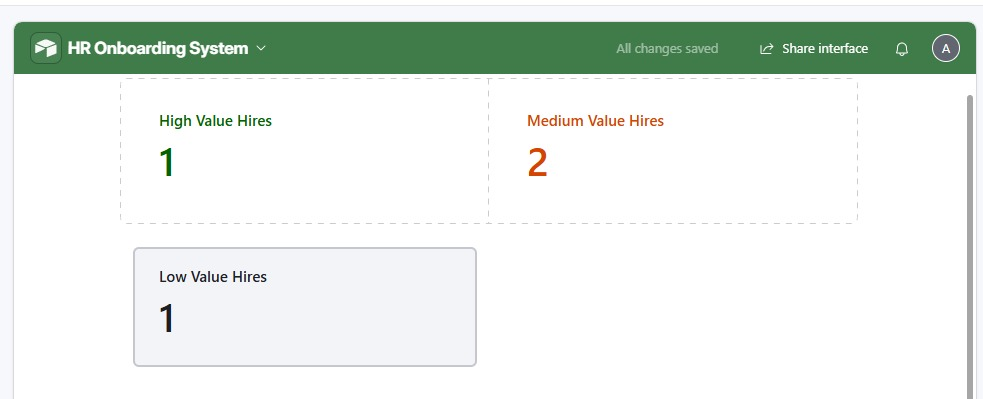 HR Onboarding System
All changes saved
Share interface
A
High Value Hires
1
Medium Value Hires
2
Low Value Hires
1